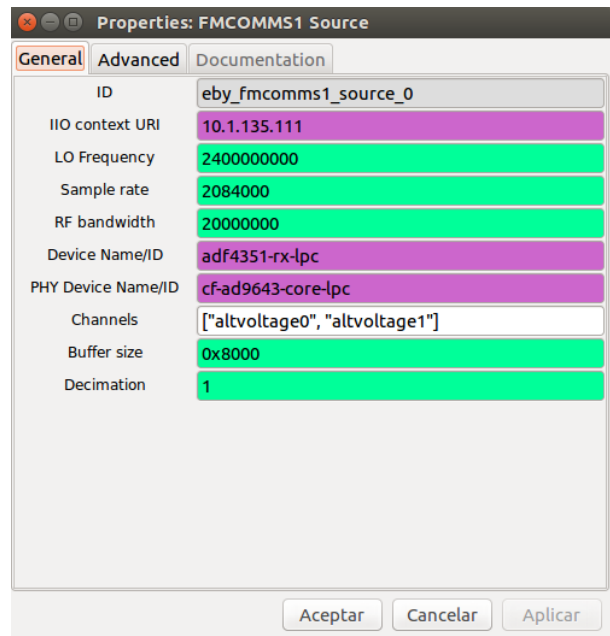 Properties: FMCOMMS1 Source
General Advanced Documentation
ID eby_fmcomms1_source_0
IIO context URI 10.1.135.111
LO Frequency 2400000000
Sample rate 2084000
RF bandwidth 20000000
Device Name/ID adf4351-rx-lpc
PHY Device Name/ID cf-ad9643-core-lpc
Channels ["altvoltage0", "altvoltage1"]
Buffer size 0x8000
Decimation 1
Aceptar Cancelar Aplicar